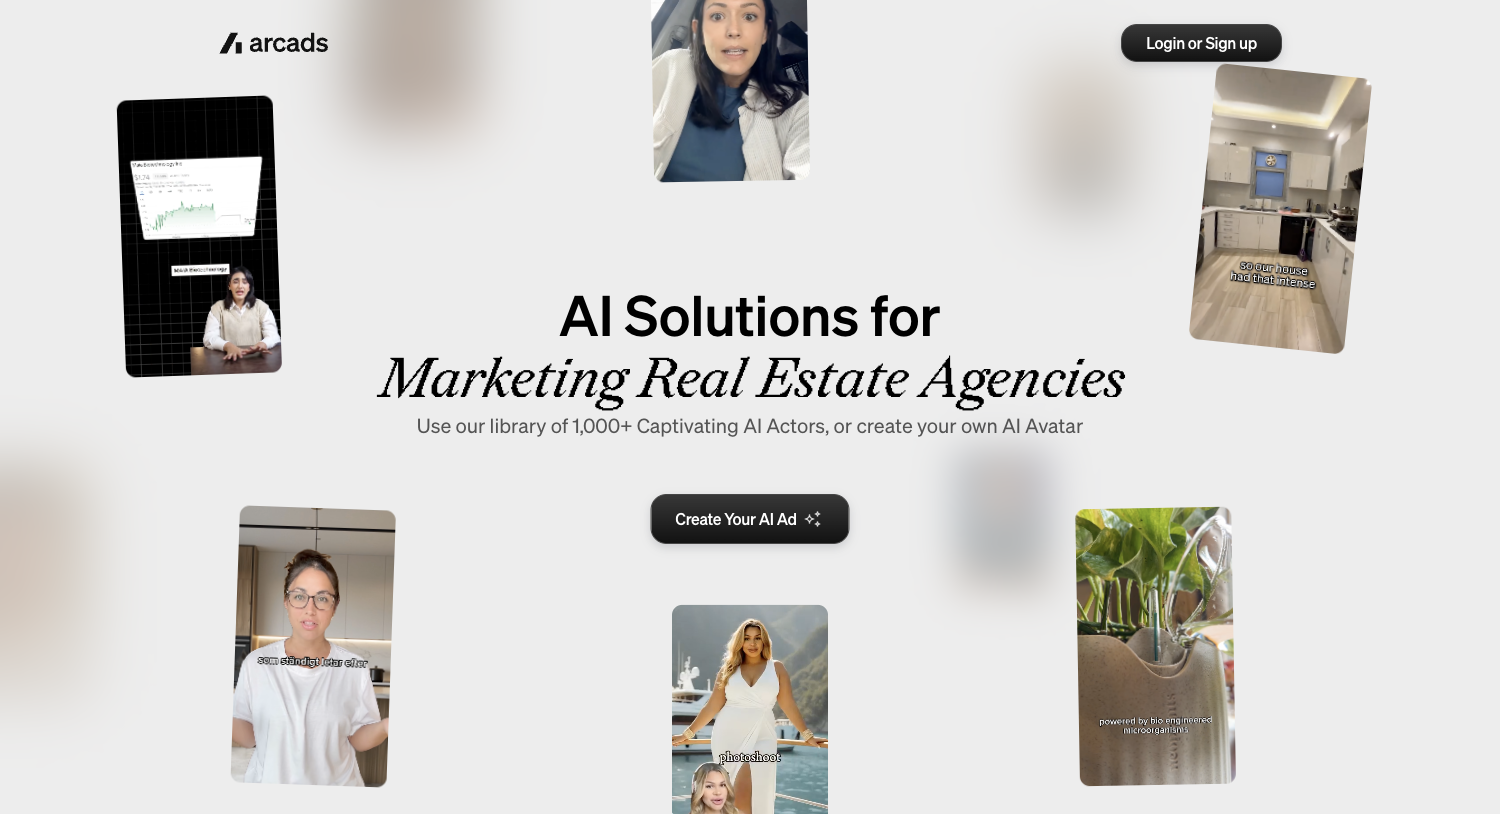 arcads
Login or Sign up
$1.74
so our house
had that intense
AI Solutions for
Marketing Real Estate Agencies
Use our library of 1,000+ Captivating AI Actors, or create your own AI Avatar
Create Your AI Ad
som ständigt letar efter
photoshoot
powered by bio engineered
microorganisms